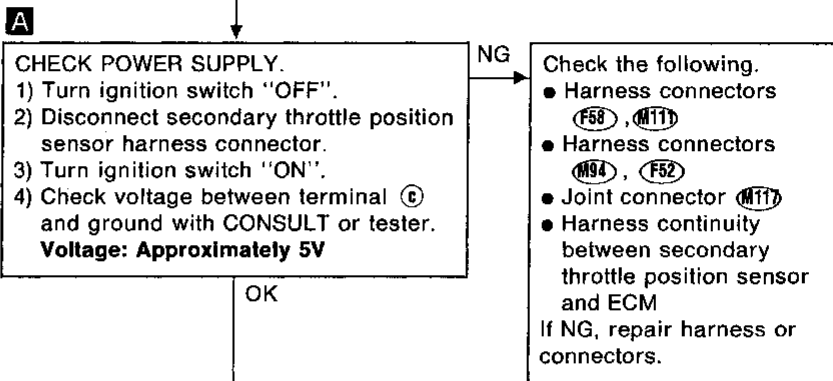 A
CHECK POWER SUPPLY.
1) Turn ignition switch "OFF".
2) Disconnect secondary throttle position
sensor harness connector.
3) Turn ignition switch "ON".
4) Check voltage between terminal ⓒ
and ground with CONSULT or tester.
Voltage: Approximately 5V
OK
NG
Check the following.
● Harness connectors
F58 , M111
● Harness connectors
M94 , F52
● Joint connector M117
● Harness continuity
between secondary
throttle position sensor
and ECM
If NG, repair harness or
connectors.